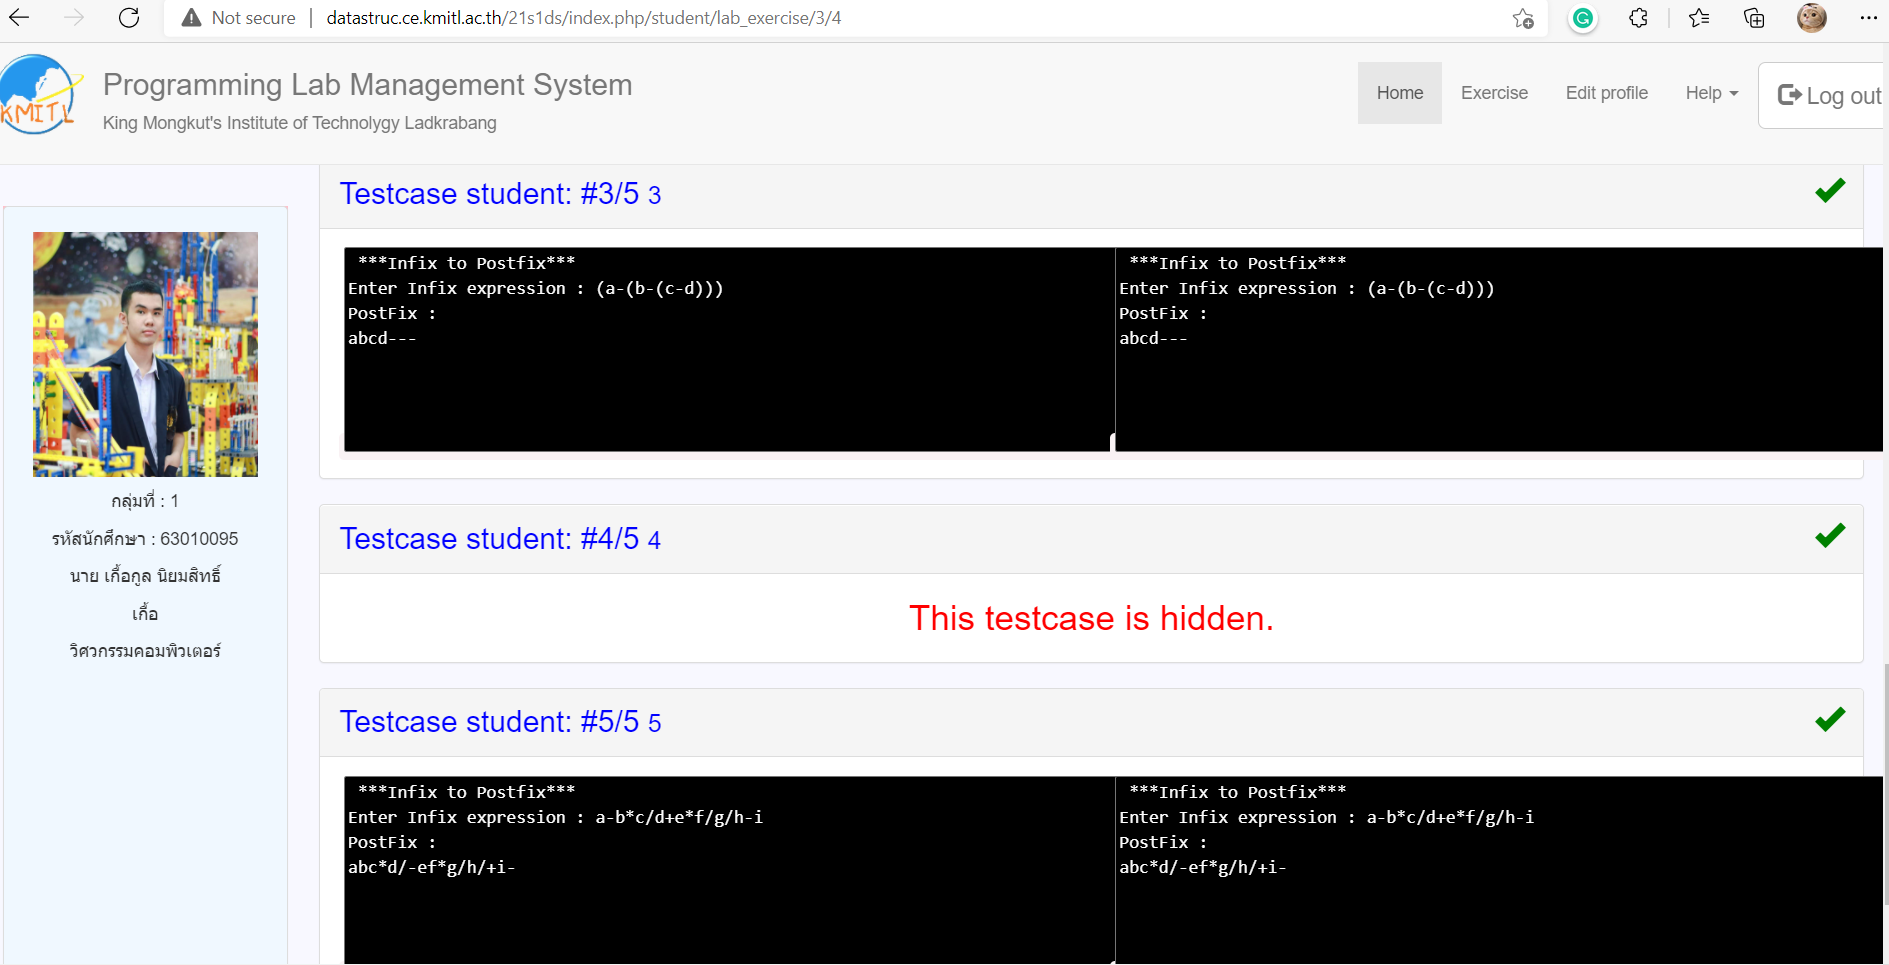 Not secure | datastruc.ce.kmitl.ac.th/21s1ds/index.php/student/lab_exercise/3/4
KMITL
Programming Lab Management System
King Mongkut's Institute of Technolygy Ladkrabang
Home Exercise Edit profile Help Log out
กลุ่มที่ : 1
รหัสนักศึกษา : 63010095
นาย เกื้อกูล นิยมสิทธิ์
เกื้อ
วิศวกรรมคอมพิวเตอร์
Testcase student: #3/5 3
***Infix to Postfix***
Enter Infix expression : (a-(b-(c-d)))
PostFix :
abcd---
***Infix to Postfix***
Enter Infix expression : (a-(b-(c-d)))
PostFix :
abcd---
Testcase student: #4/5 4
This testcase is hidden.
Testcase student: #5/5 5
***Infix to Postfix***
Enter Infix expression : a-b*c/d+e*f/g/h-i
PostFix :
abc*d/-ef*g/h/+i-
***Infix to Postfix***
Enter Infix expression : a-b*c/d+e*f/g/h-i
PostFix :
abc*d/-ef*g/h/+i-